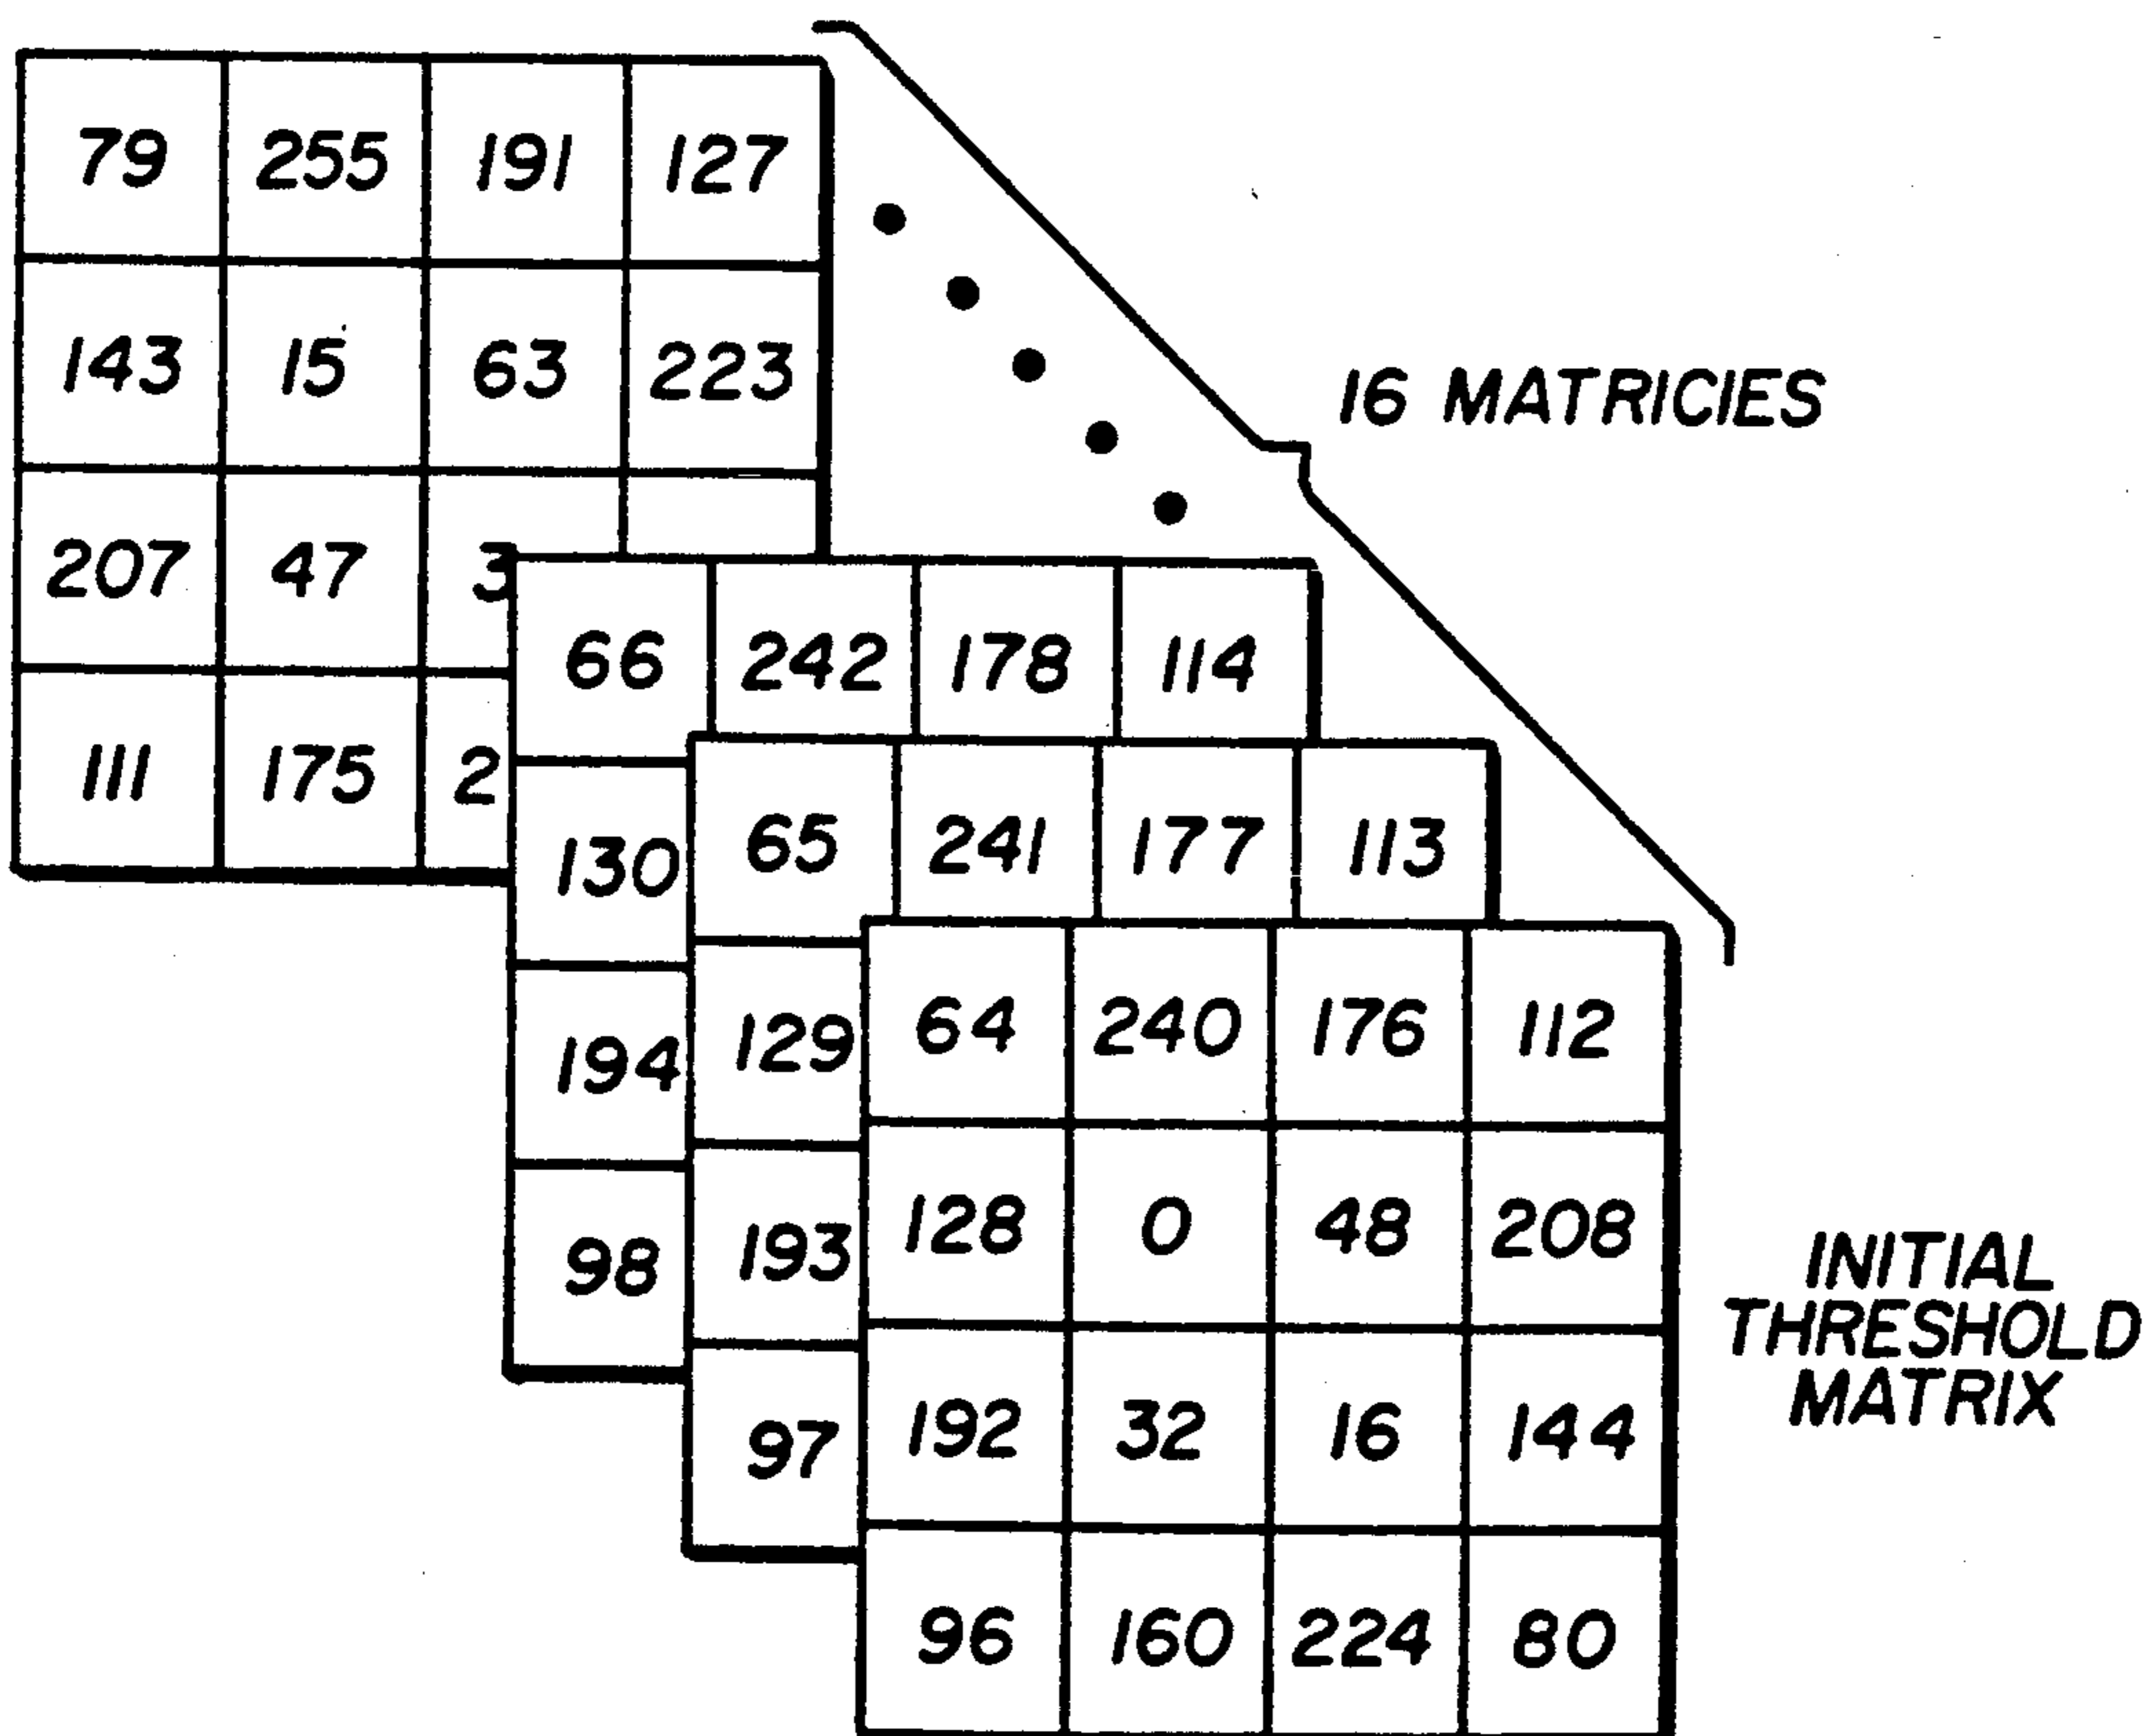 79 255 191 127
143 15 63 223
16 MATRICIES
207 47 3
66 242 178 114
111 175 2
130 65 241 177 113
194 129 64 240 176 112
98 193 128 0 48 208
INITIAL
THRESHOLD
MATRIX
97 192 32 16 144
96 160 224 80